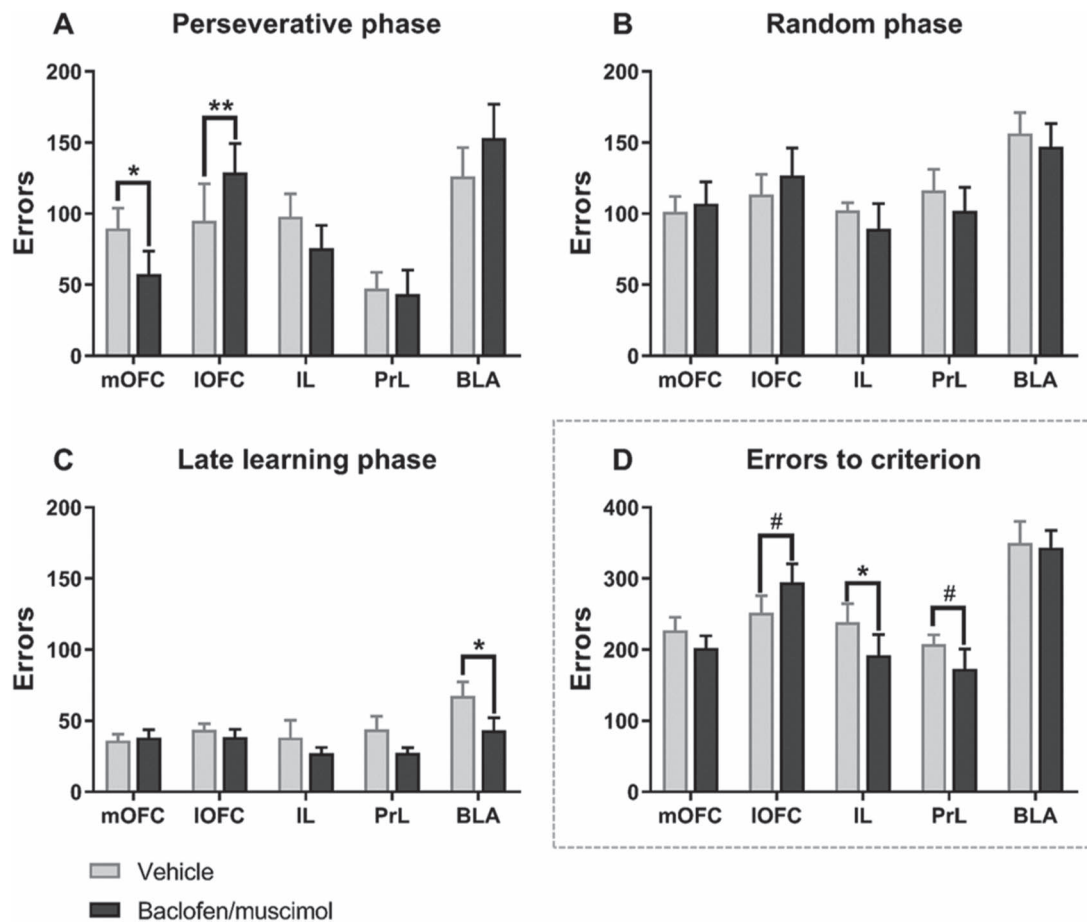 A Perseverative phase
Errors
200
150
100
50
0
*
**
mOFC lOFC IL PrL BLA
B Random phase
Errors
200
150
100
50
0
mOFC lOFC IL PrL BLA
C Late learning phase
Errors
200
150
100
50
0
*
mOFC lOFC IL PrL BLA
D Errors to criterion
Errors
400
300
200
100
0
#
*
#
mOFC lOFC IL PrL BLA
Vehicle
Baclofen/muscimol